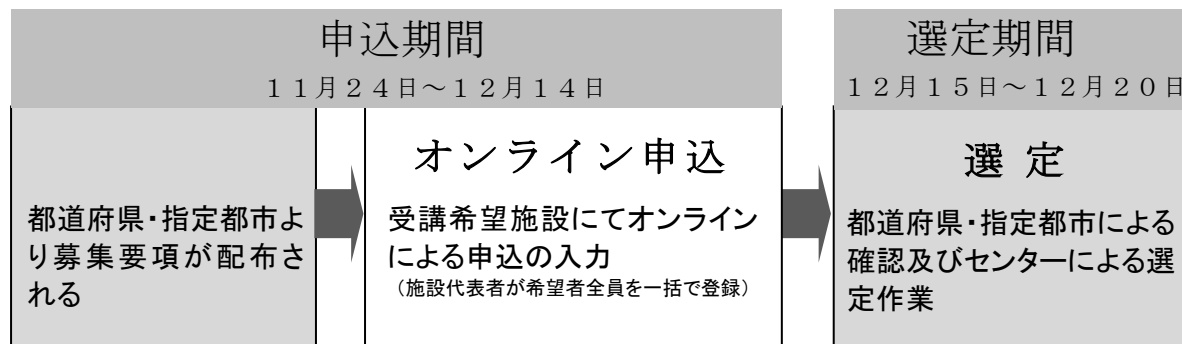 申込期間
11月24日~12月14日
選定期間
12月15日~12月20日
都道府県・指定都市よ
り募集要項が配布さ
れる
オンライン申込
受講希望施設にてオンライン
による申込の入力
（施設代表者が希望者全員を一括で登録）
選 定
都道府県・指定都市による
確認及びセンターによる選
定作業